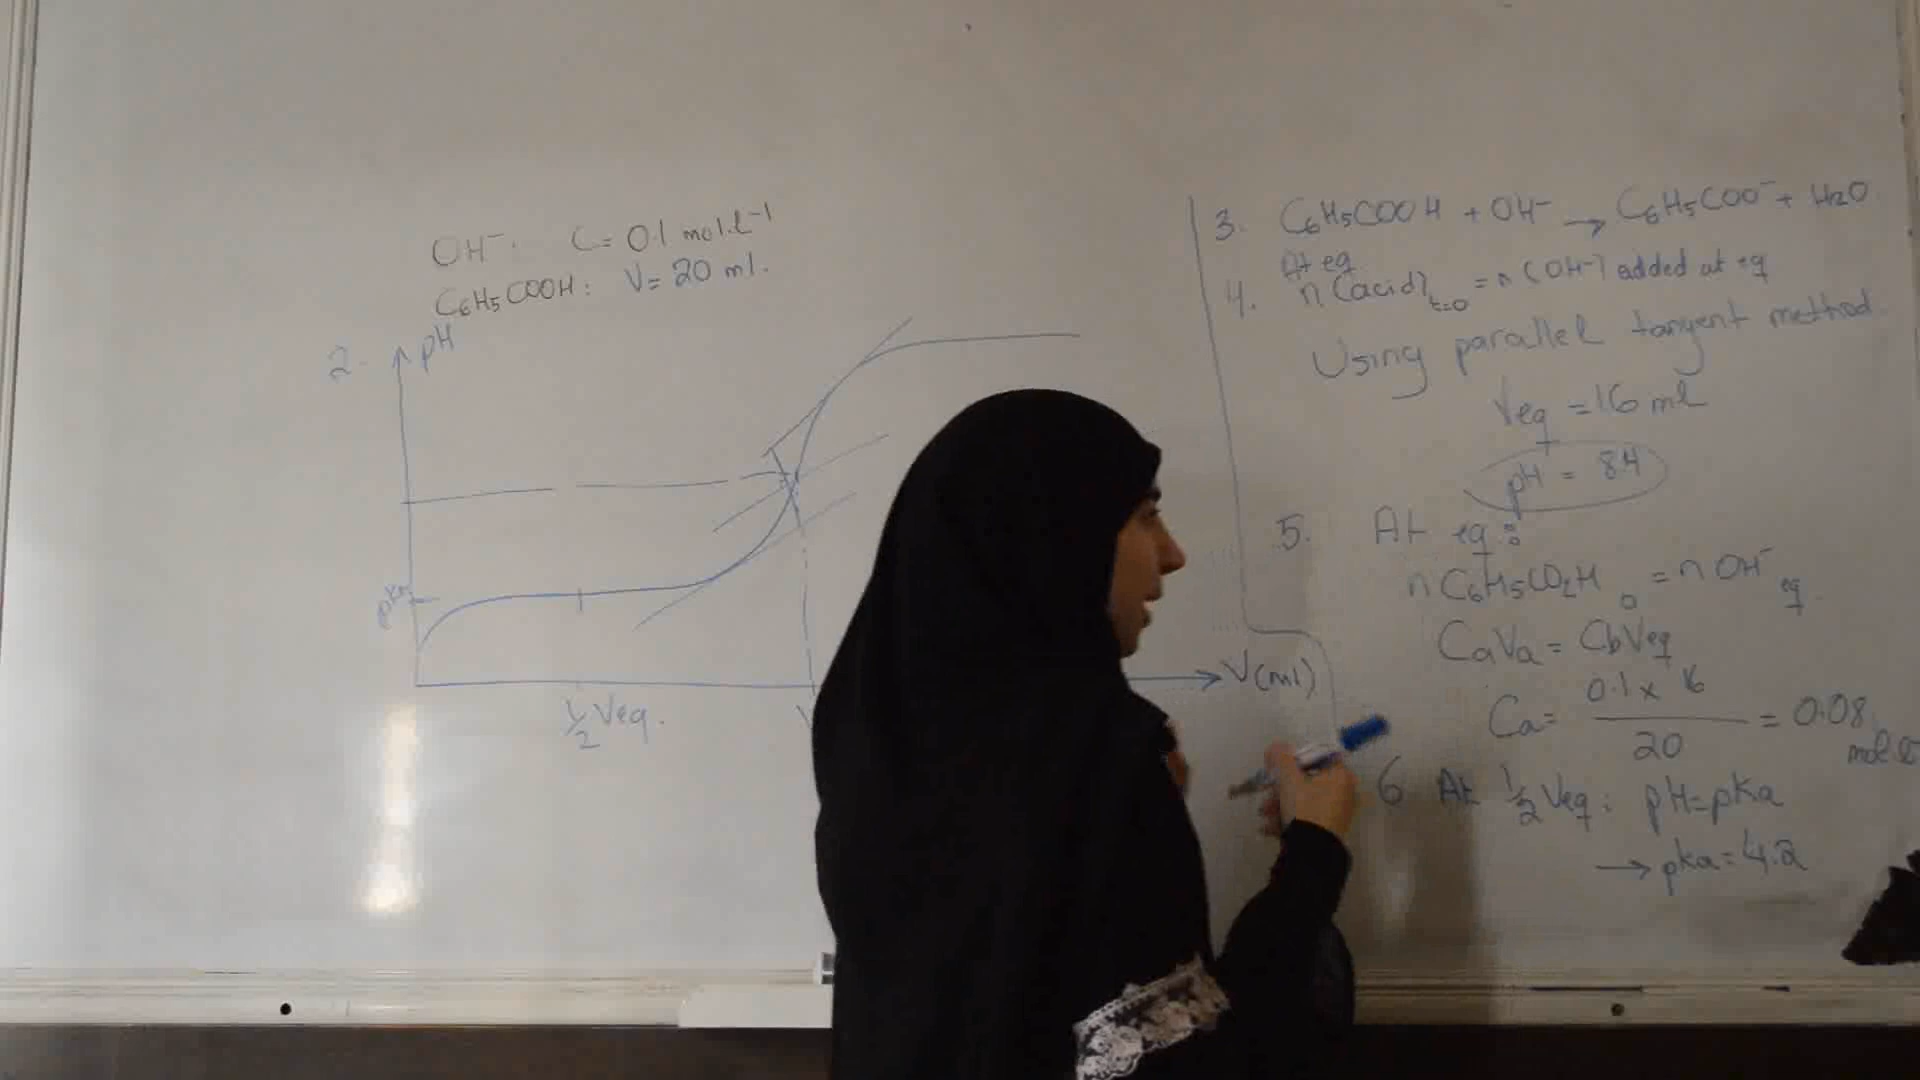 OH⁻: C = 0.1 mol.l⁻¹
C₆H₅COOH: V = 20 ml.
2. pH
pKa
½ Veq.
V
V(ml)
3. C₆H₅COOH + OH⁻ → C₆H₅COO⁻ + H₂O
At eq
4. n(acid)t=0 = n(OH⁻) added at eq
Using parallel tangent method
Veq = 16 ml
pH = 8.4
5. At eq:
nC₆H₅CO₂H₀ = nOH⁻eq.
CaVa = CbVeq
Ca = 0.1 x 16 / 20 = 0.08
6 At ½ Veq: pH = pKa
→ pka = 4.2